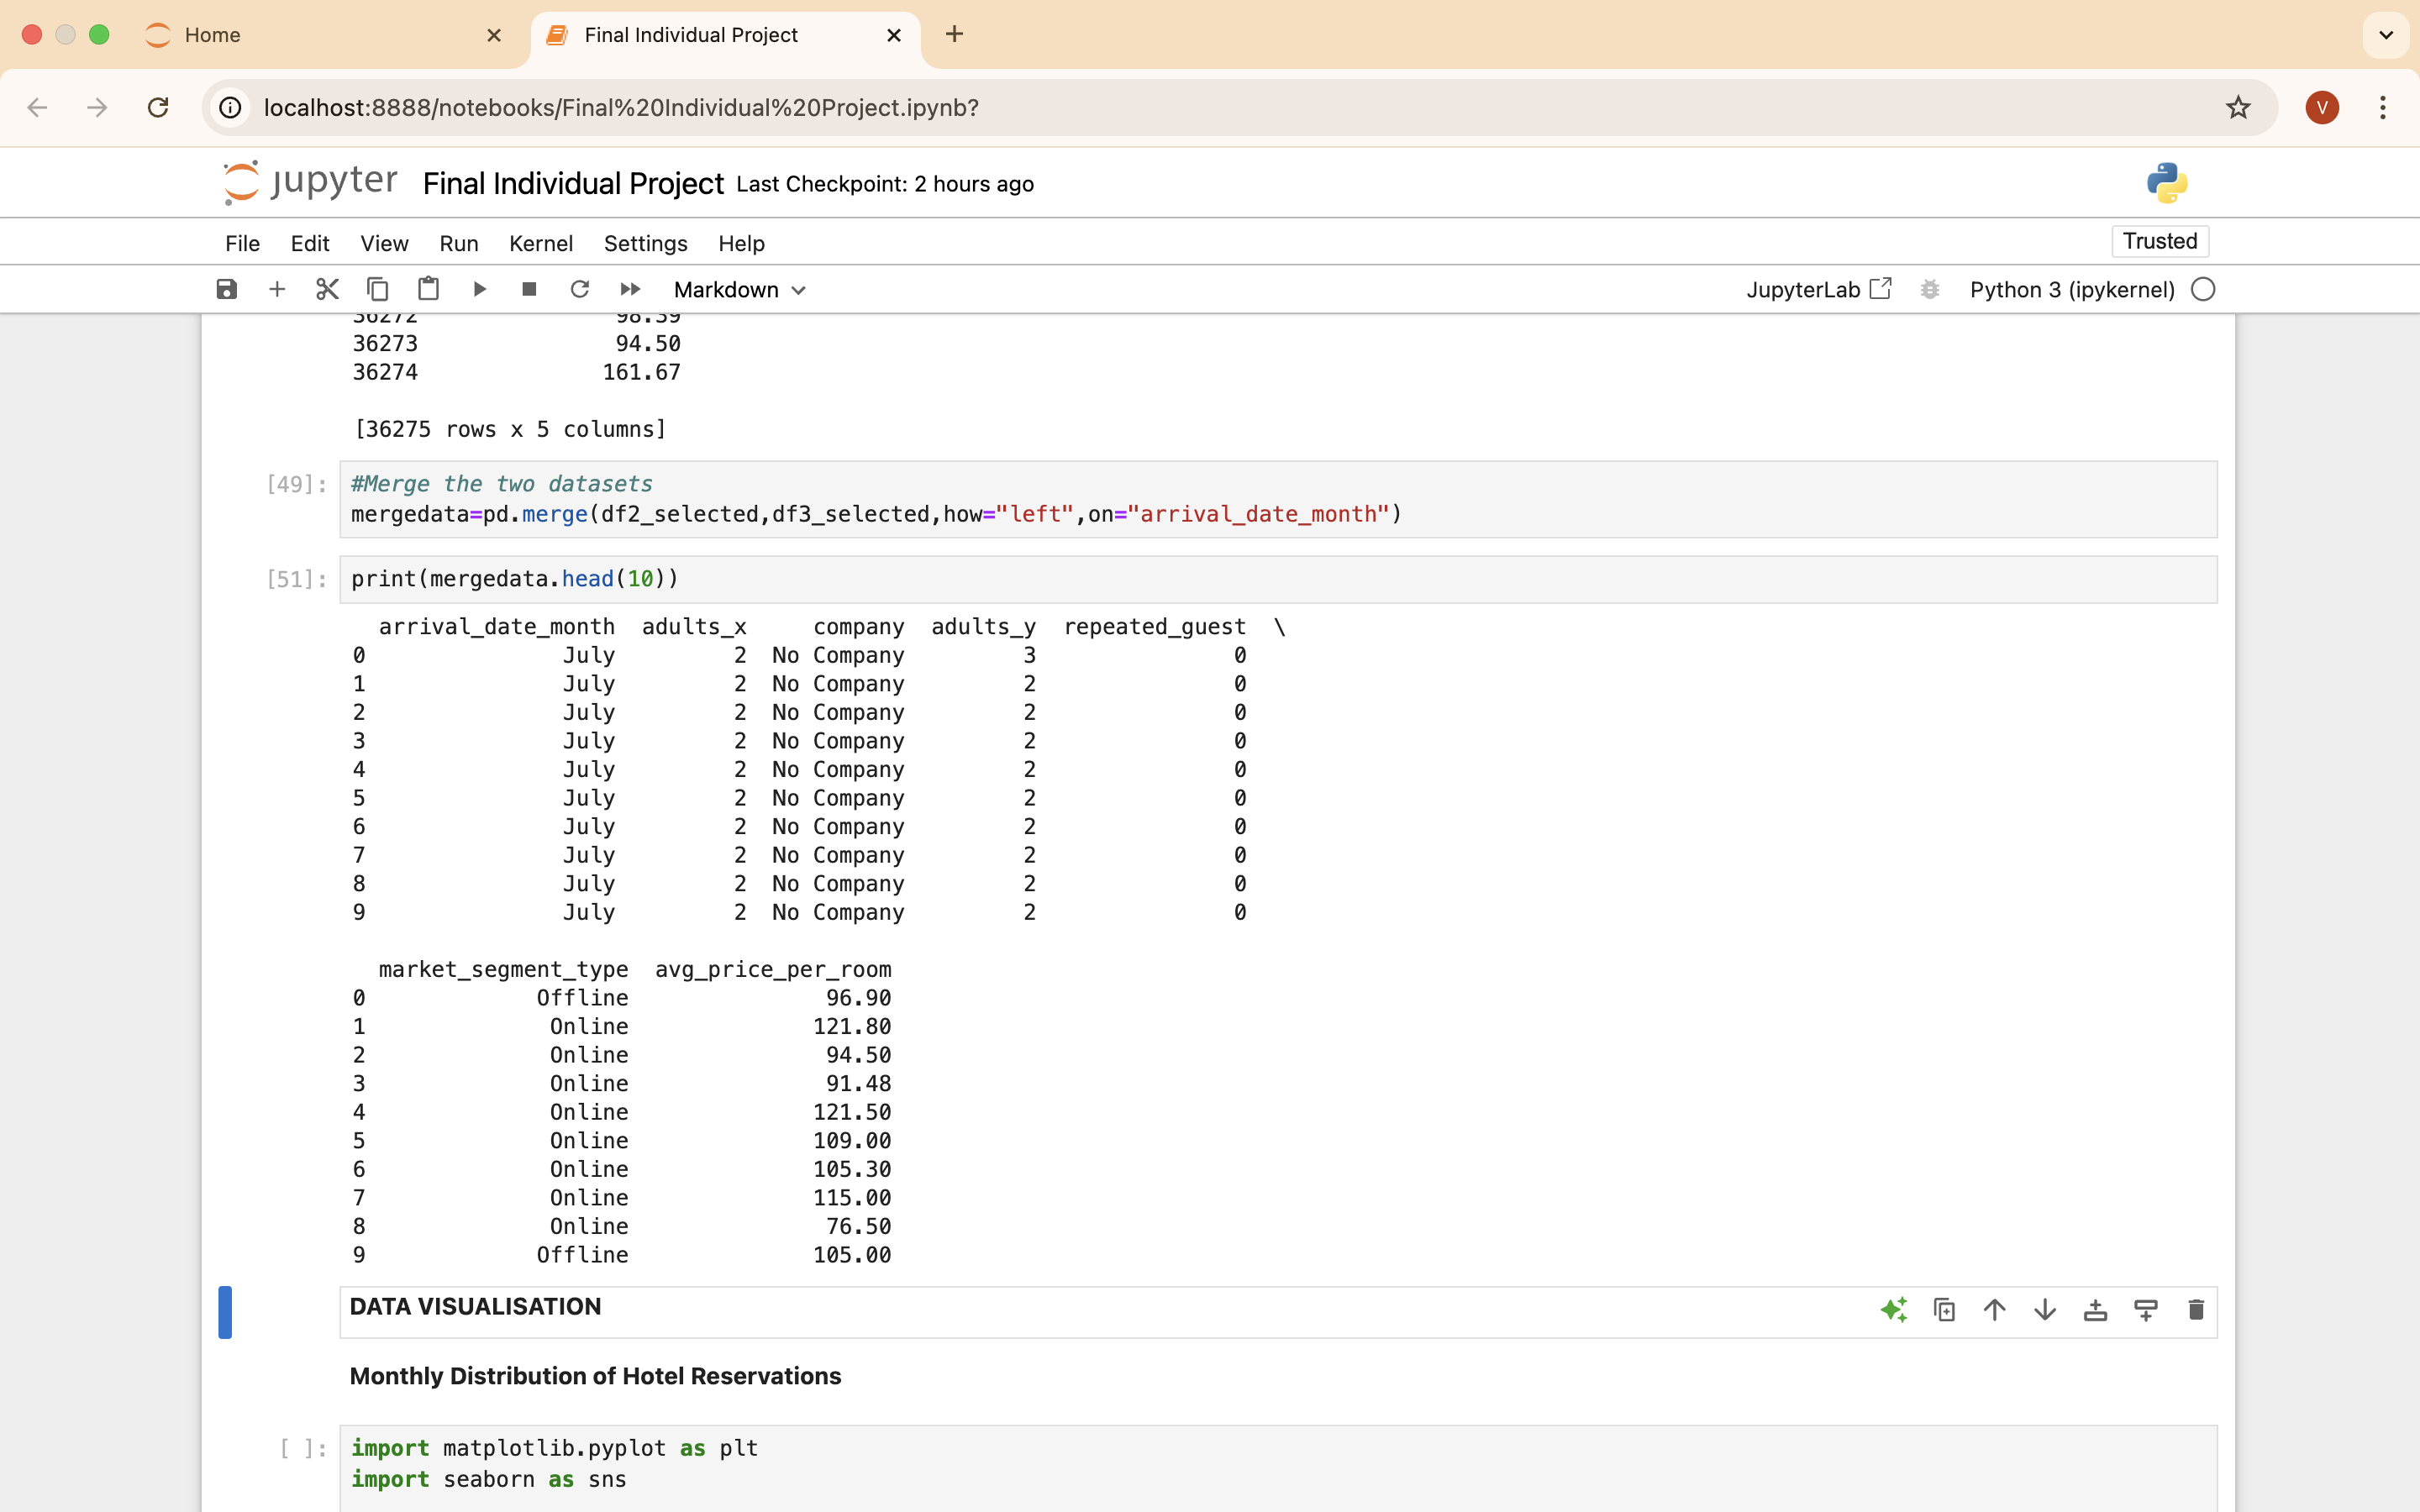 Home
Final Individual Project
localhost:8888/notebooks/Final%20Individual%20Project.ipynb?
V
jupyter Final Individual Project Last Checkpoint: 2 hours ago
File Edit View Run Kernel Settings Help
Trusted
Markdown
JupyterLab
Python 3 (ipykernel)
36272 98.39
36273 94.50
36274 161.67
[36275 rows x 5 columns]
[49]: #Merge the two datasets
mergedata=pd.merge(df2_selected,df3_selected,how="left",on="arrival_date_month")
[51]: print(mergedata.head(10))
arrival_date_month adults_x company adults_y repeated_guest \
0 July 2 No Company 3 0
1 July 2 No Company 2 0
2 July 2 No Company 2 0
3 July 2 No Company 2 0
4 July 2 No Company 2 0
5 July 2 No Company 2 0
6 July 2 No Company 2 0
7 July 2 No Company 2 0
8 July 2 No Company 2 0
9 July 2 No Company 2 0
market_segment_type avg_price_per_room
0 Offline 96.90
1 Online 121.80
2 Online 94.50
3 Online 91.48
4 Online 121.50
5 Online 109.00
6 Online 105.30
7 Online 115.00
8 Online 76.50
9 Offline 105.00
DATA VISUALISATION
Monthly Distribution of Hotel Reservations
[ ]: import matplotlib.pyplot as plt
import seaborn as sns